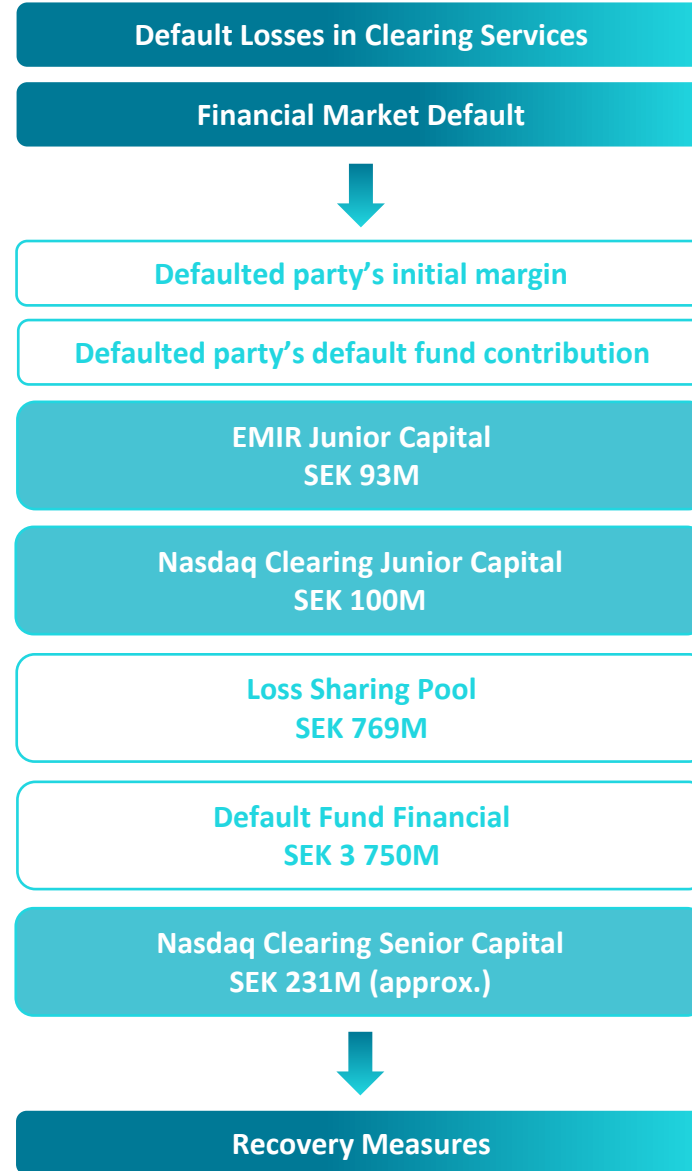 Default Losses in Clearing Services
Financial Market Default
Defaulted party’s initial margin
Defaulted party’s default fund contribution
EMIR Junior Capital
SEK 93M
Nasdaq Clearing Junior Capital
SEK 100M
Loss Sharing Pool
SEK 769M
Default Fund Financial
SEK 3 750M
Nasdaq Clearing Senior Capital
SEK 231M (approx.)
Recovery Measures